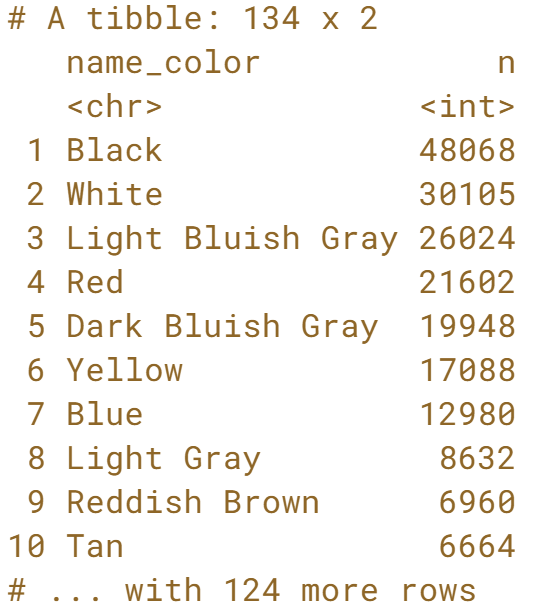 # A tibble: 134 x 2
   name_color            n
   <chr>             <int>
 1 Black             48068
 2 White             30105
 3 Light Bluish Gray 26024
 4 Red               21602
 5 Dark Bluish Gray  19948
 6 Yellow            17088
 7 Blue              12980
 8 Light Gray         8632
 9 Reddish Brown      6960
10 Tan                6664
# ... with 124 more rows